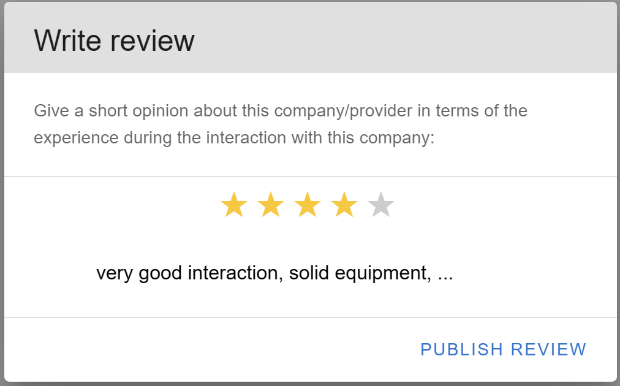 Write review
Give a short opinion about this company/provider in terms of the
experience during the interaction with this company:
very good interaction, solid equipment, ...
PUBLISH REVIEW